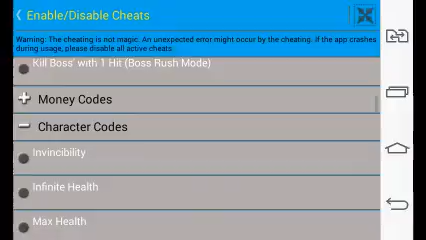 Enable/Disable Cheats
Warning: The cheating is not magic. An unexpected error might occur by the cheating. if the app crashes
during usage, please disable all active cheats.
Kill Boss' with 1 Hit (Boss Rush Mode)
Money Codes
Character Codes
Invincibility
Infinite Health
Max Health